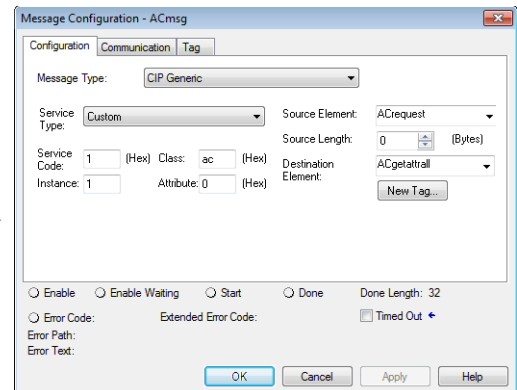 Message Configuration - ACmsg
Configuration Communication Tag
Message Type: CIP Generic
Service Type: Custom
Source Element: ACrequest
Source Length: 0 (Bytes)
Service Code: 1 (Hex) Class: ac (Hex)
Destination Element: ACgetattrall
Instance: 1 Attribute: 0 (Hex)
New Tag...
Enable Enable Waiting Start Done Done Length: 32
Error Code: Extended Error Code: Timed Out
Error Path:
Error Text:
OK Cancel Apply Help